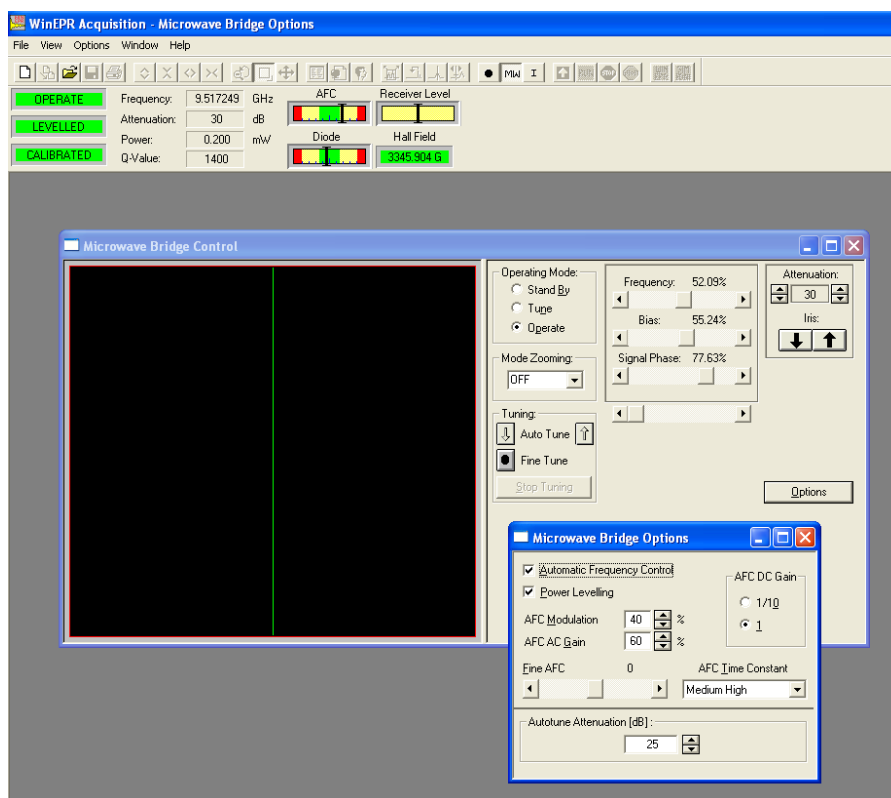 WinEPR Acquisition - Microwave Bridge Options
File View Options Window Help
MW I
OPERATE Frequency: 9.517249 GHz AFC Receiver Level
LEVELLED Attenuation: 30 dB
Power: 0.200 mW Diode Hall Field
CALIBRATED Q-Value: 1400 3345.904 G
Microwave Bridge Control
Operating Mode:
Stand By
Tune
Operate
Mode Zooming:
OFF
Tuning:
Auto Tune
Fine Tune
Stop Tuning
Frequency: 52.09%
Bias: 55.24%
Signal Phase: 77.63%
Attenuation:
30
Iris:
Options
Microwave Bridge Options
Automatic Frequency Control
Power Levelling
AFC Modulation 40 %
AFC AC Gain 60 %
AFC DC Gain
1/10
1
Fine AFC 0 AFC Time Constant
Medium High
Autotune Attenuation [dB] :
25